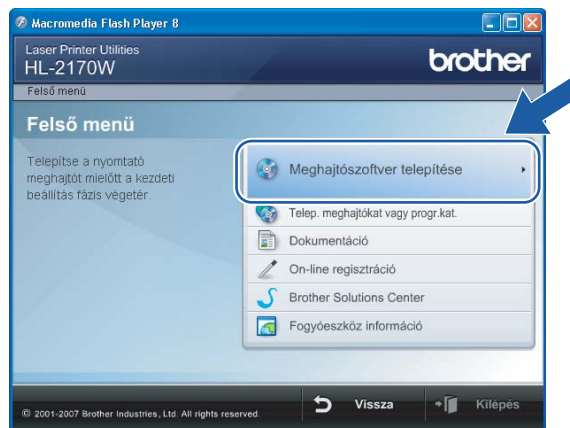 Macromedia Flash Player 8
Laser Printer Utilities
HL-2170W
brother
Felső menü
Felső menü
Telepítse a nyomtató
meghajtót mielőtt a kezdeti
beállítás fázis végetér.
Meghajtószoftver telepítése
Telep. meghajtókat vagy progr.kat.
Dokumentáció
On-line regisztráció
Brother Solutions Center
Fogyóeszköz információ
© 2001-2007 Brother Industries, Ltd. All rights reserved.
Vissza
Kilépés